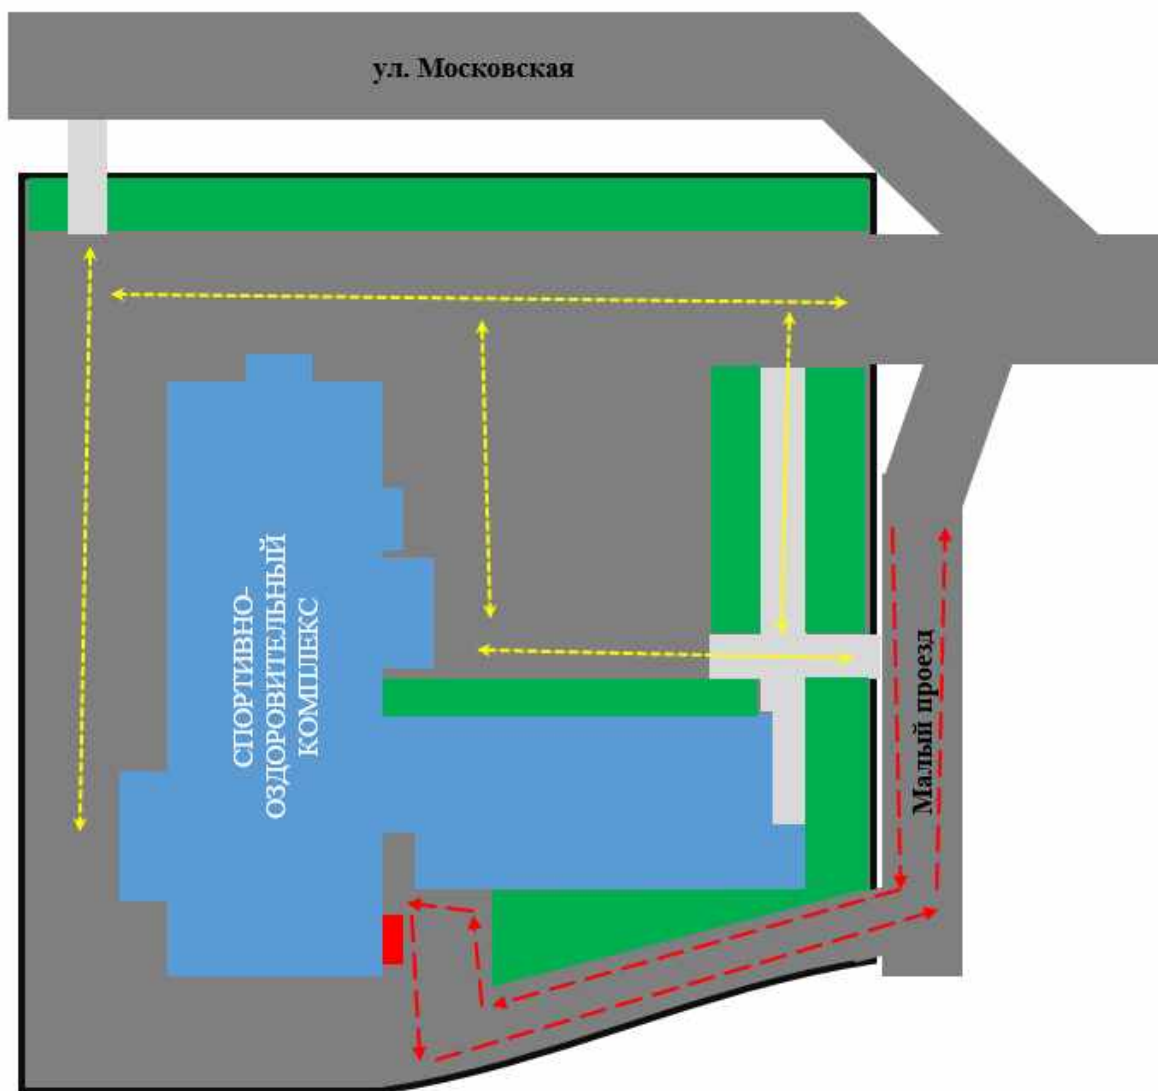 ул. Московская
СПОРТИВНО-
ОЗДОРОВИТЕЛЬНЫЙ
КОМПЛЕКС
Малый проезд